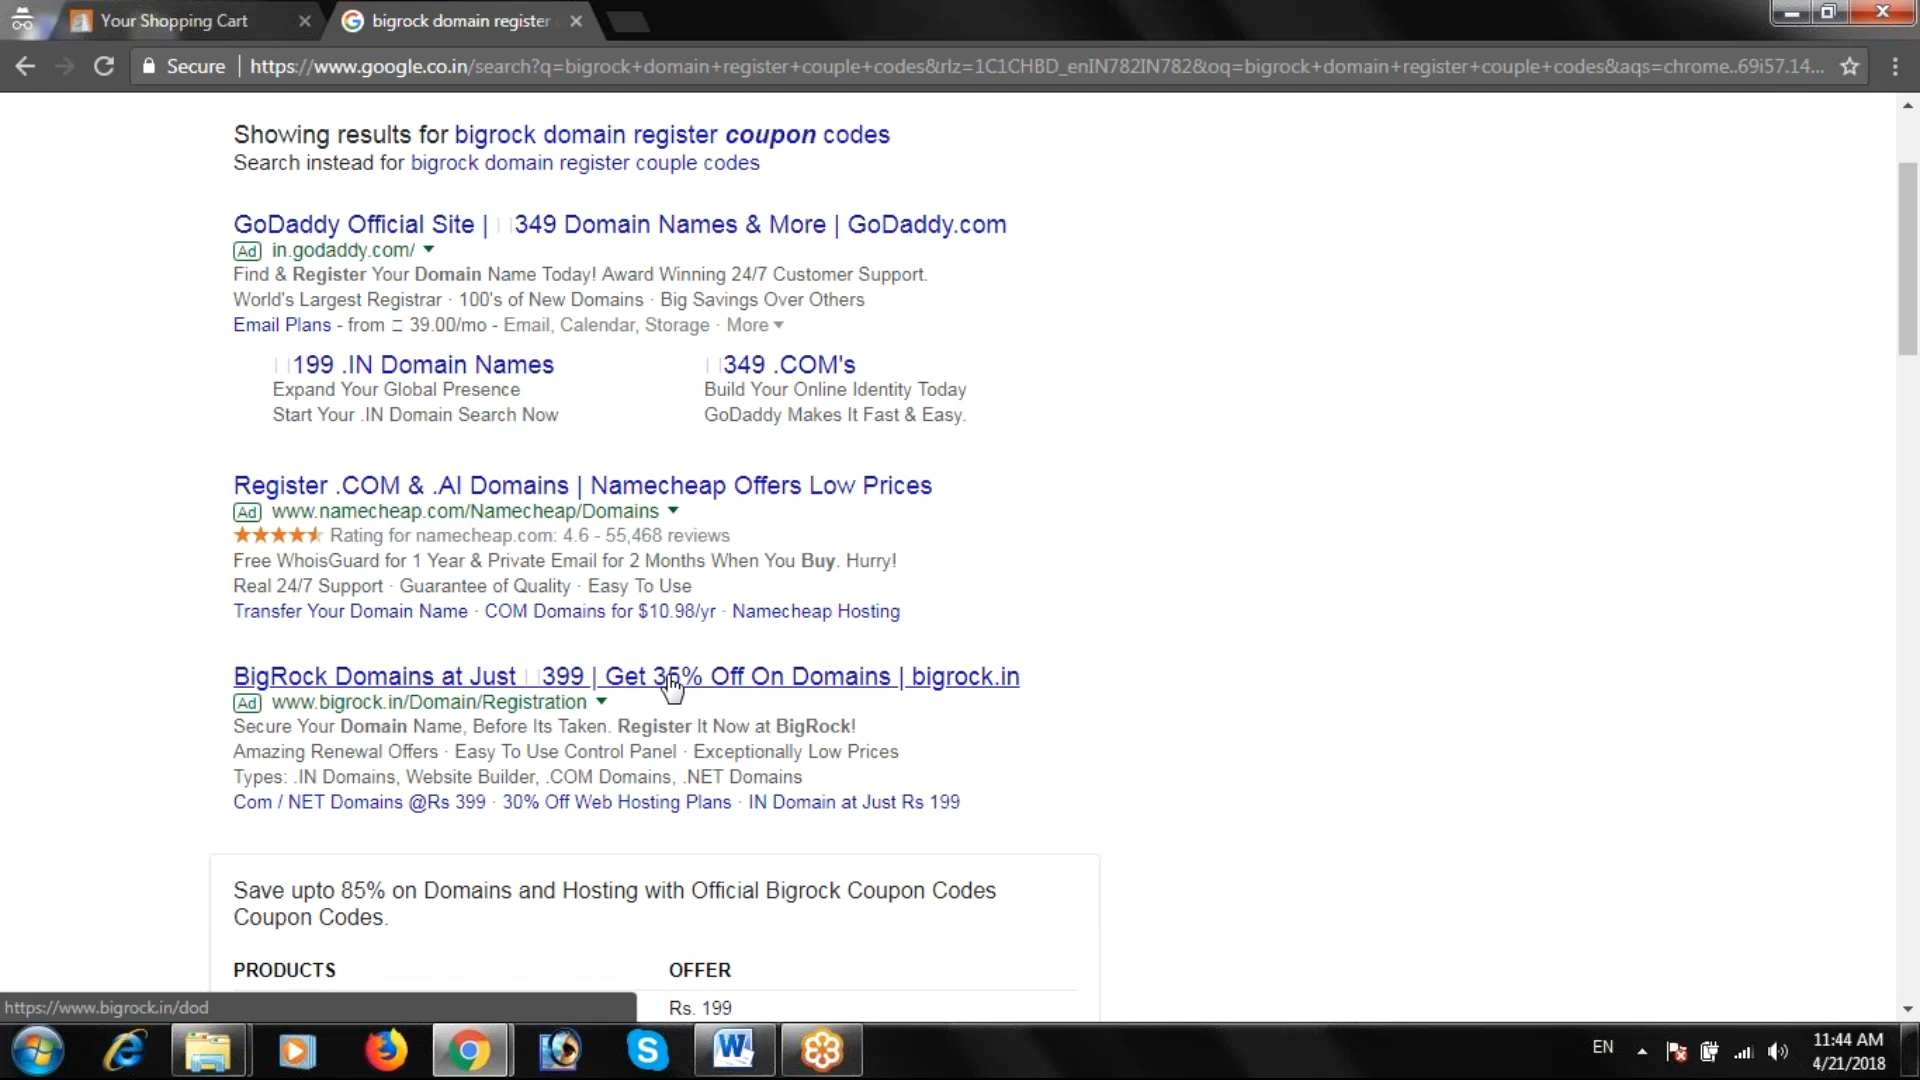 Your Shopping Cart
bigrock domain register
Secure
https://www.google.co.in/search?q=bigrock+domain+register+couple+codes&rlz=1C1CHBD_enIN782IN782&oq=bigrock+domain+register+couple+codes&aqs=chrome..69i57.14...
Showing results for bigrock domain register coupon codes
Search instead for bigrock domain register couple codes
GoDaddy Official Site | 349 Domain Names & More | GoDaddy.com
Ad in.godaddy.com/
Find & Register Your Domain Name Today! Award Winning 24/7 Customer Support.
World's Largest Registrar · 100's of New Domains · Big Savings Over Others
Email Plans - from 39.00/mo - Email, Calendar, Storage · More
199 .IN Domain Names
Expand Your Global Presence
Start Your .IN Domain Search Now
349 .COM's
Build Your Online Identity Today
GoDaddy Makes It Fast & Easy.
Register .COM & .AI Domains | Namecheap Offers Low Prices
Ad www.namecheap.com/Namecheap/Domains
Rating for namecheap.com: 4.6 - 55,468 reviews
Free WhoisGuard for 1 Year & Private Email for 2 Months When You Buy. Hurry!
Real 24/7 Support · Guarantee of Quality · Easy To Use
Transfer Your Domain Name · COM Domains for $10.98/yr · Namecheap Hosting
BigRock Domains at Just 399 | Get 35% Off On Domains | bigrock.in
Ad www.bigrock.in/Domain/Registration
Secure Your Domain Name, Before Its Taken. Register It Now at BigRock!
Amazing Renewal Offers · Easy To Use Control Panel · Exceptionally Low Prices
Types: .IN Domains, Website Builder, .COM Domains, .NET Domains
Com / NET Domains @Rs 399 · 30% Off Web Hosting Plans · IN Domain at Just Rs 199
Save upto 85% on Domains and Hosting with Official Bigrock Coupon Codes
Coupon Codes.
PRODUCTS OFFER
Rs. 199
https://www.bigrock.in/dod
EN
11:44 AM
4/21/2018